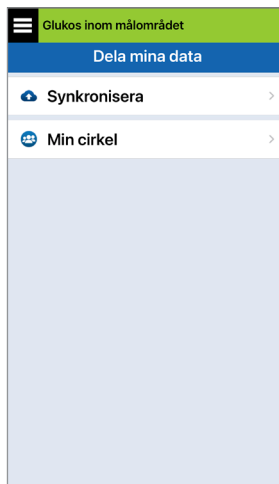 Glukos inom målområdet
Dela mina data
Synkronisera
Min cirkel